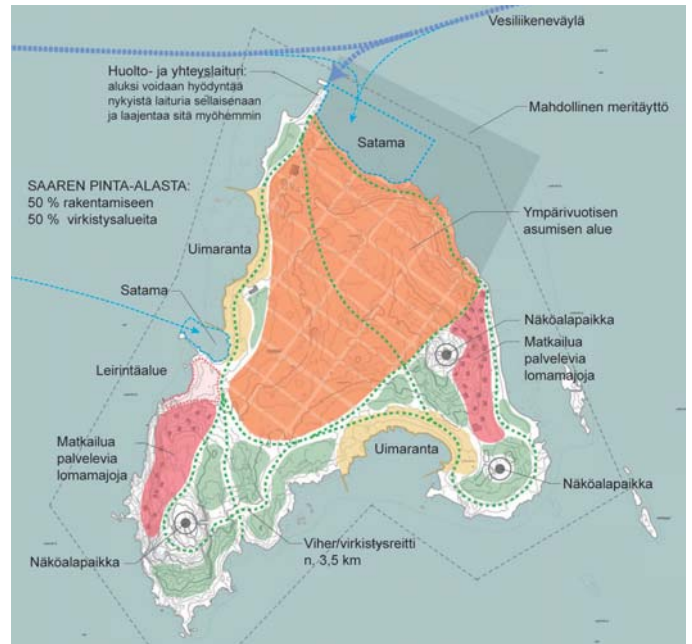 Vesiliikeneväylä
Huolto- ja yhteyslaituri:
aluksi voidaan hyödyntää
nykyistä laituria sellaisenaan
ja laajentaa sitä myöhemmin
Mahdollinen meritäyttö
Satama
SAAREN PINTA-ALASTA:
50 % rakentamiseen
50 % virkistysalueita
Ympärivuotisen
asumisen alue
Uimaranta
Satama
Näköalapaikka
Matkailua
palvelevia
lomamajoja
Leirintäalue
Matkailua
palvelevia
lomamajoja
Uimaranta
Näköalapaikka
Näköalapaikka
Viher/virkistysreitti
n. 3,5 km